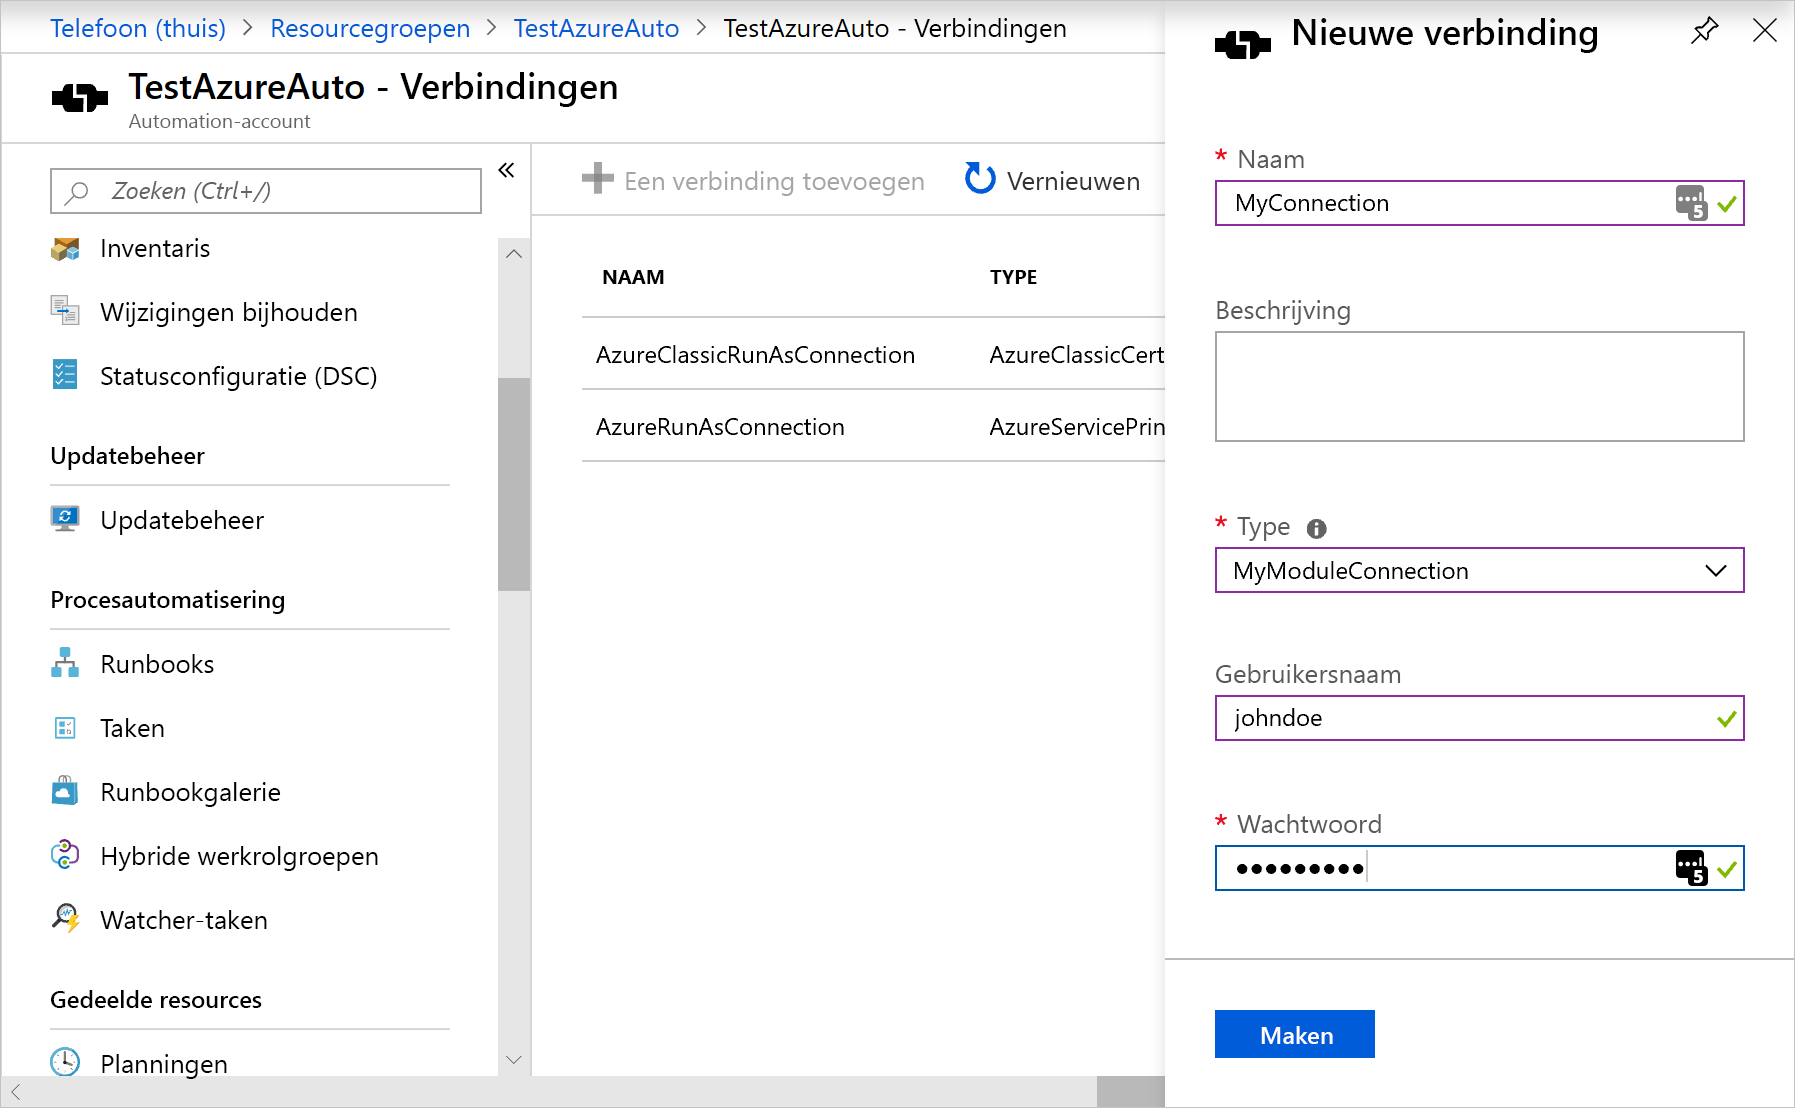 Telefoon (thuis) > Resourcegroepen > TestAzureAuto > TestAzureAuto - Verbindingen
TestAzureAuto - Verbindingen
Automation-account
Zoeken (Ctrl+/)
«
Inventaris
Wijzigingen bijhouden
Statusconfiguratie (DSC)
Updatebeheer
Updatebeheer
Procesautomatisering
Runbooks
Taken
Runbookgalerie
Hybride werkrolgroepen
Watcher-taken
Gedeelde resources
Planningen
Een verbinding toevoegen Vernieuwen
NAAM TYPE
AzureClassicRunAsConnection AzureClassicCert
AzureRunAsConnection AzureServicePrin
Nieuwe verbinding
* Naam
MyConnection 5
Beschrijving
* Type i
MyModuleConnection
Gebruikersnaam
johndoe
* Wachtwoord
●●●●●●●●● 5
Maken